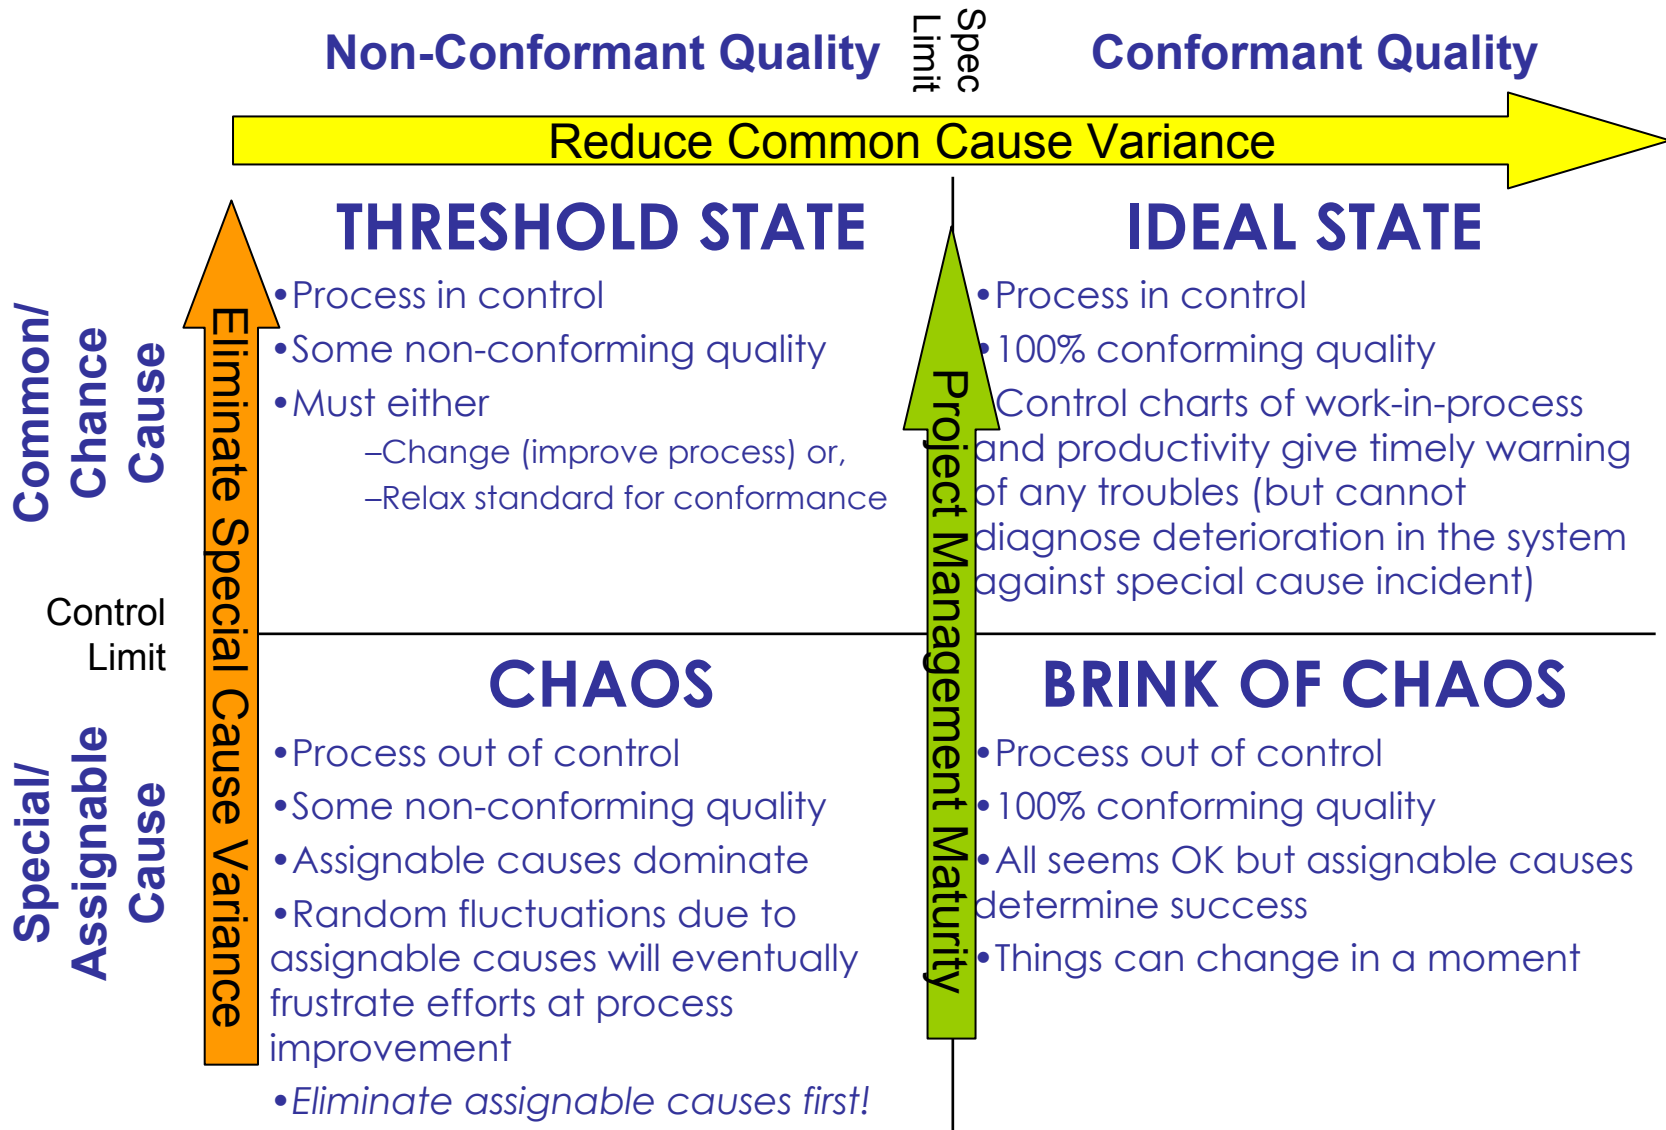 Non-Conformant Quality
Spec
Limit
Conformant Quality
Reduce Common Cause Variance
Common/
Chance
Cause
Control
Limit
Special/
Assignable
Cause
Eliminate Special Cause Variance
THRESHOLD STATE
•Process in control
•Some non-conforming quality
•Must either
–Change (improve process) or,
–Relax standard for conformance
Project Management Maturity
IDEAL STATE
•Process in control
•100% conforming quality
Control charts of work-in-process
and productivity give timely warning
of any troubles (but cannot
diagnose deterioration in the system
against special cause incident)
CHAOS
•Process out of control
•Some non-conforming quality
•Assignable causes dominate
•Random fluctuations due to
assignable causes will eventually
frustrate efforts at process
improvement
•Eliminate assignable causes first!
BRINK OF CHAOS
•Process out of control
•100% conforming quality
•All seems OK but assignable causes
determine success
•Things can change in a moment